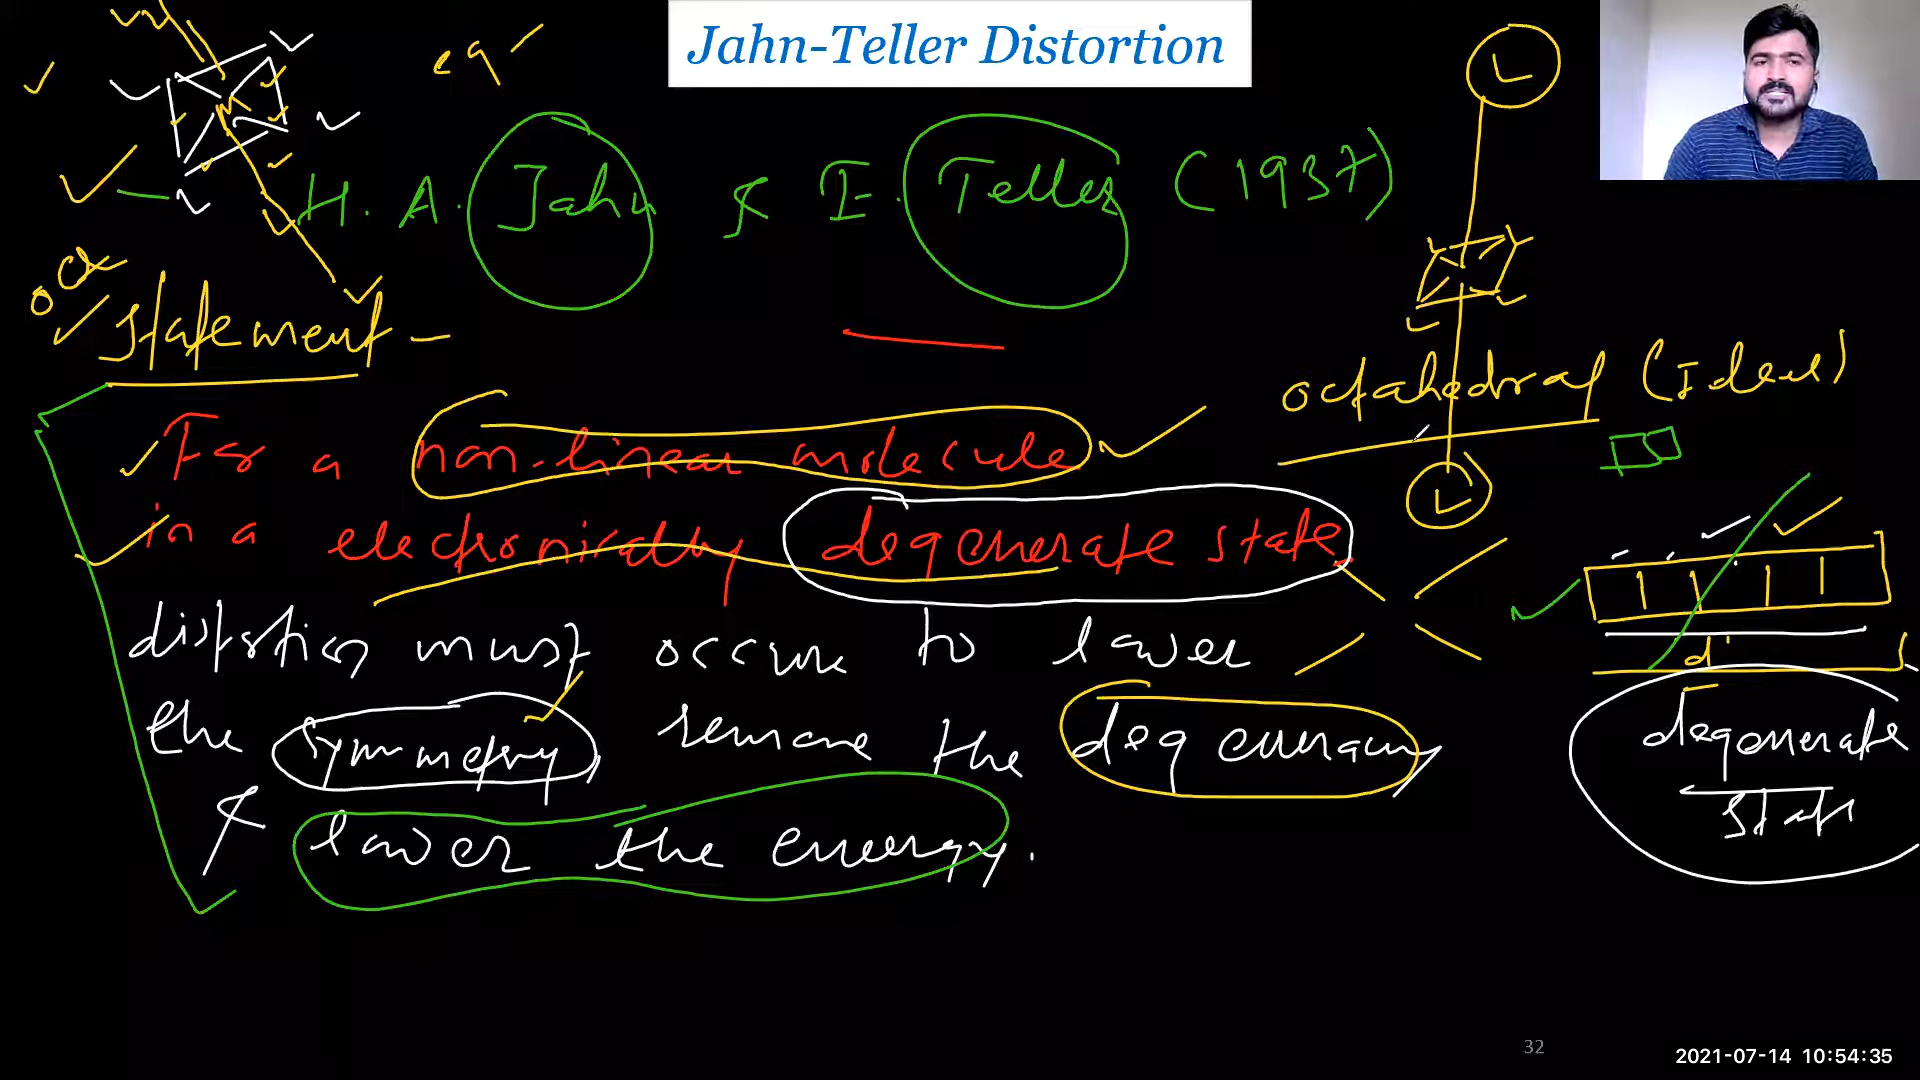 Jahn-Teller Distortion
eq
L
H. A. Jahn & E. Teller (1937)
M
oct
Statement -
octahedral (Ideal)
For a non-linear molecule
L
in a electronically degenerate state
distortion must occur to lower
d
the symmetry, remove the degeneracy
degenerate
state
& lower the energy.
32
2021-07-14 10:54:35